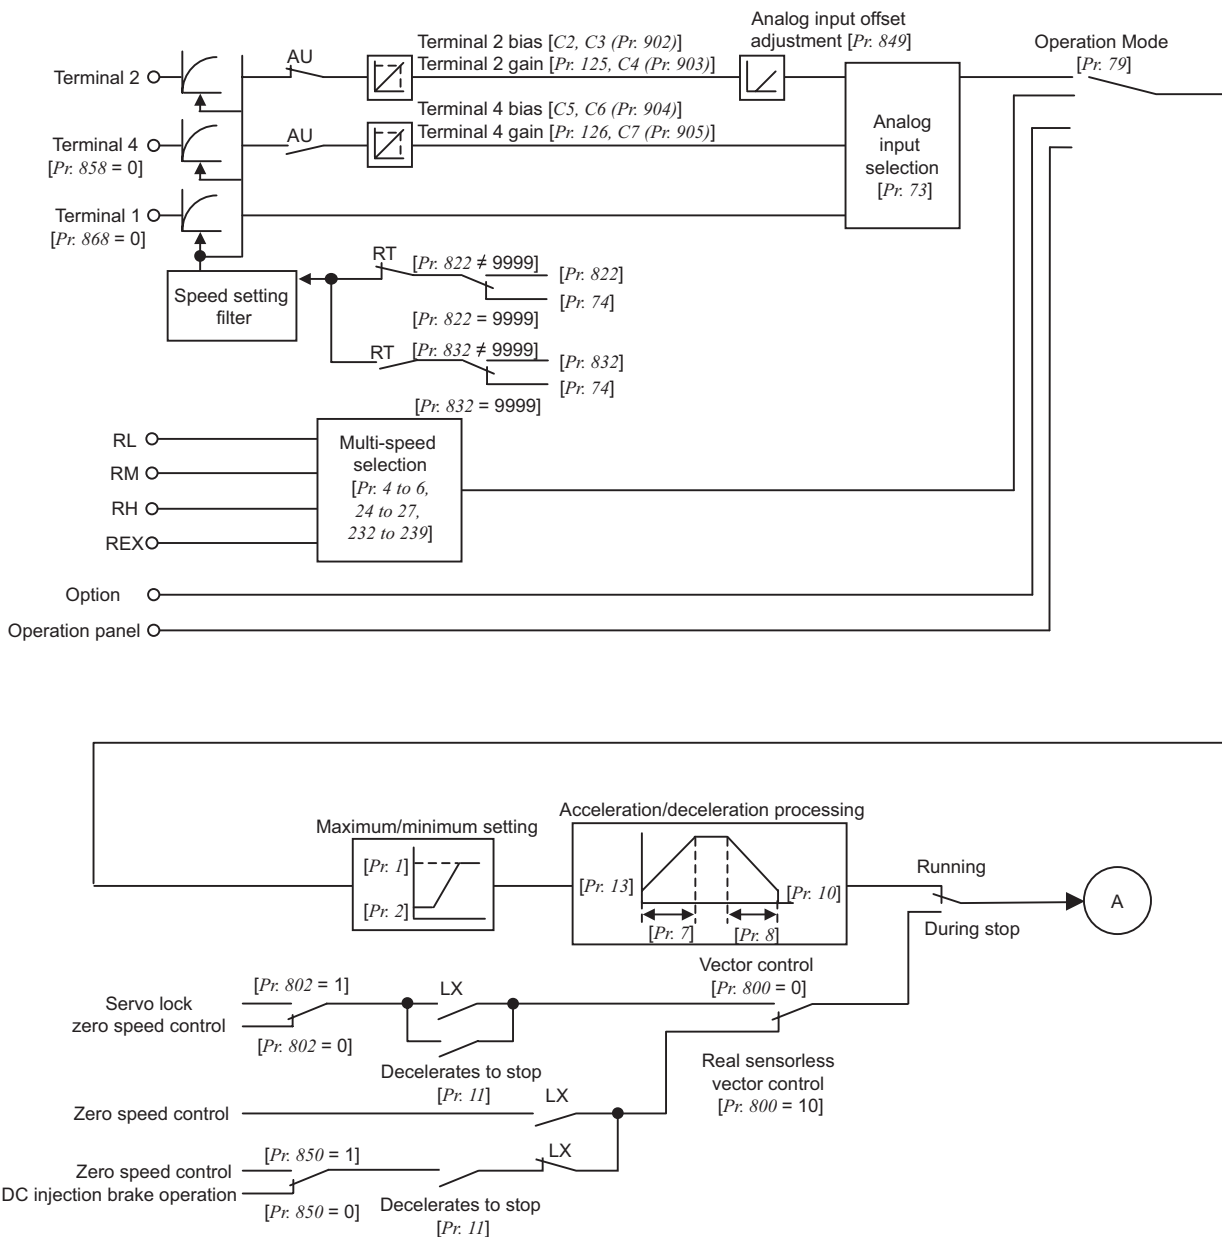 Analog input offset
adjustment [Pr. 849]
Operation Mode
[Pr. 79]
Terminal 2 bias [C2, C3 (Pr. 902)]
Terminal 2 gain [Pr. 125, C4 (Pr. 903)]
AU
Terminal 2
Terminal 4 bias [C5, C6 (Pr. 904)]
Terminal 4 gain [Pr. 126, C7 (Pr. 905)]
AU
Terminal 4
[Pr. 858 = 0]
Analog
input
selection
[Pr. 73]
Terminal 1
[Pr. 868 = 0]
Speed setting
filter
RT
[Pr. 822 ≠ 9999]
[Pr. 822]
[Pr. 74]
[Pr. 822 = 9999]
RT
[Pr. 832 ≠ 9999]
[Pr. 832]
[Pr. 74]
[Pr. 832 = 9999]
RL
RM
RH
REX
Multi-speed
selection
[Pr. 4 to 6,
24 to 27,
232 to 239]
Option
Operation panel
Maximum/minimum setting
[Pr. 1]
[Pr. 2]
Acceleration/deceleration processing
[Pr. 13]
[Pr. 10]
[Pr. 7]
[Pr. 8]
Running
During stop
A
Vector control
[Pr. 800 = 0]
Servo lock
zero speed control
[Pr. 802 = 1]
[Pr. 802 = 0]
LX
Decelerates to stop
[Pr. 11]
Real sensorless
vector control
[Pr. 800 = 10]
Zero speed control
LX
Zero speed control
DC injection brake operation
[Pr. 850 = 1]
[Pr. 850 = 0]
LX
Decelerates to stop
[Pr. 11]